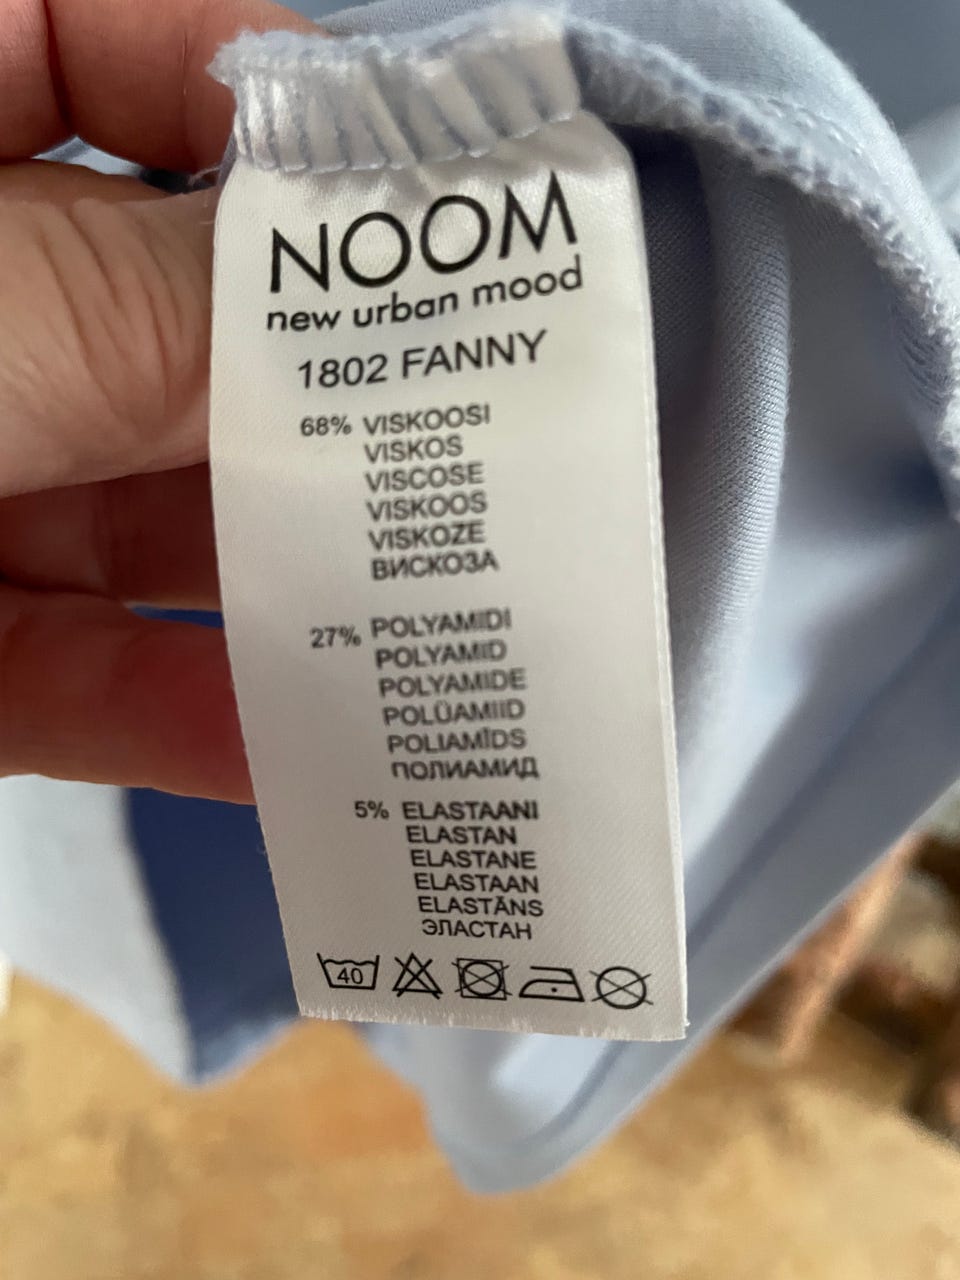 NOOM
new urban mood
1802 FANNY
68% VISKOOSI
VISKOS
VISCOSE
VISKOOS
VISKOZE
ВИСКОЗА
27% POLYAMIDI
POLYAMID
POLYAMIDE
POLÜAMIID
POLIAMĪDS
ПОЛИАМИД
5% ELASTAANI
ELASTAN
ELASTANE
ELASTAAN
ELASTĀNS
ЭЛАСТАН
40